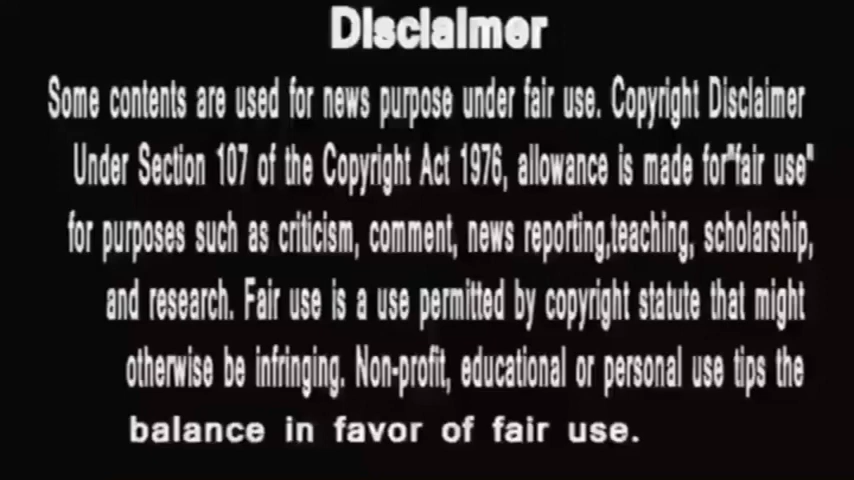 Disclaimer
Some contents are used for news purpose under fair use. Copyright Disclaimer
Under Section 107 of the Copyright Act 1976, allowance is made for"fair use"
for purposes such as criticism, comment, news reporting,teaching, scholarship,
and research. Fair use is a use permitted by copyright statute that might
otherwise be infringing. Non-profit, educational or personal use tips the
balance in favor of fair use.